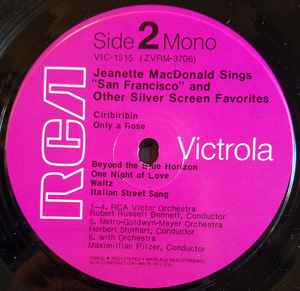 Side 2 Mono
VIC-1515 (ZVRM-3706)
Jeanette MacDonald Sings
"San Francisco" and
Other Silver Screen Favorites
Ciribiribin
Only a Rose
RCA
Victrola
Beyond the Blue Horizon
One Night of Love
Waltz
Italian Street Song
1-4. RCA Victor Orchestra
Robert Russell Bennett, Conductor
5. Metro-Goldwyn-Mayer Orchestra
Herbert Stothart, Conductor
6. with Orchestra
Maximillian Pilzer, Conductor